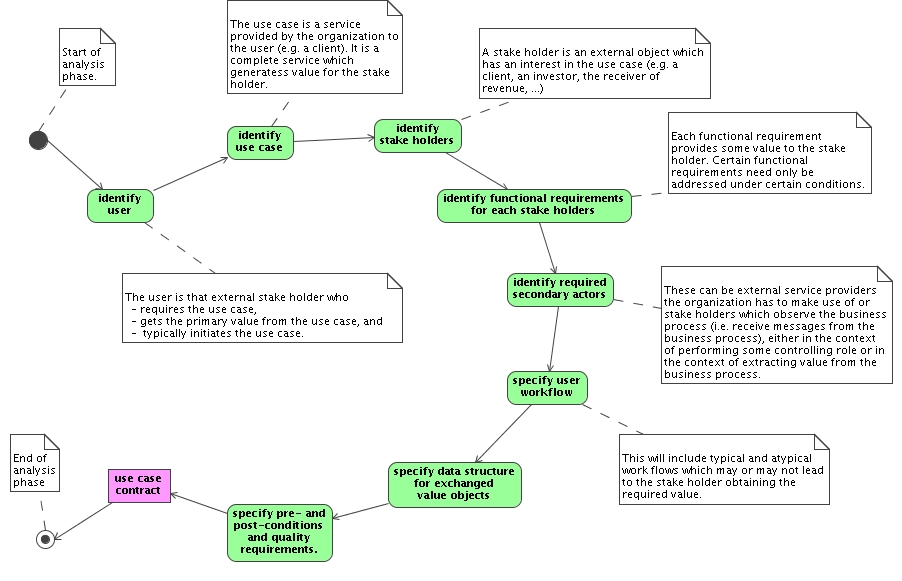 Start of
analysis
phase.
The use case is a service
provided by the organization to
the user (e.g. a client). It is a
complete service which
generatess value for the stake
holder.
A stake holder is an external object which
has an interest in the use case (e.g. a
client, an investor, the receiver of
revenue, ...)
identify
use case
identify
stake holders
Each functional requirement
provides some value to the stake
holder. Certain functional
requirements need only be
addressed under certain conditions.
identify
user
identify functional requirements
for each stake holders
The user is that external stake holder who
- requires the use case,
- gets the primary value from the use case, and
- typically initiates the use case.
identify required
secondary actors
These can be external service providers
the organization has to make use of or
stake holders which observe the business
process (i.e. receive messages from the
business process), either in the context
of performing some controlling role or in
the context of extracting value from the
business process.
specify user
workflow
This will include typical and atypical
work flows which may or may not lead
to the stake holder obtaining the
required value.
specify data structure
for exchanged
value objects
specify pre- and
post-conditions
and quality
requirements.
use case
contract
End of
analysis
phase